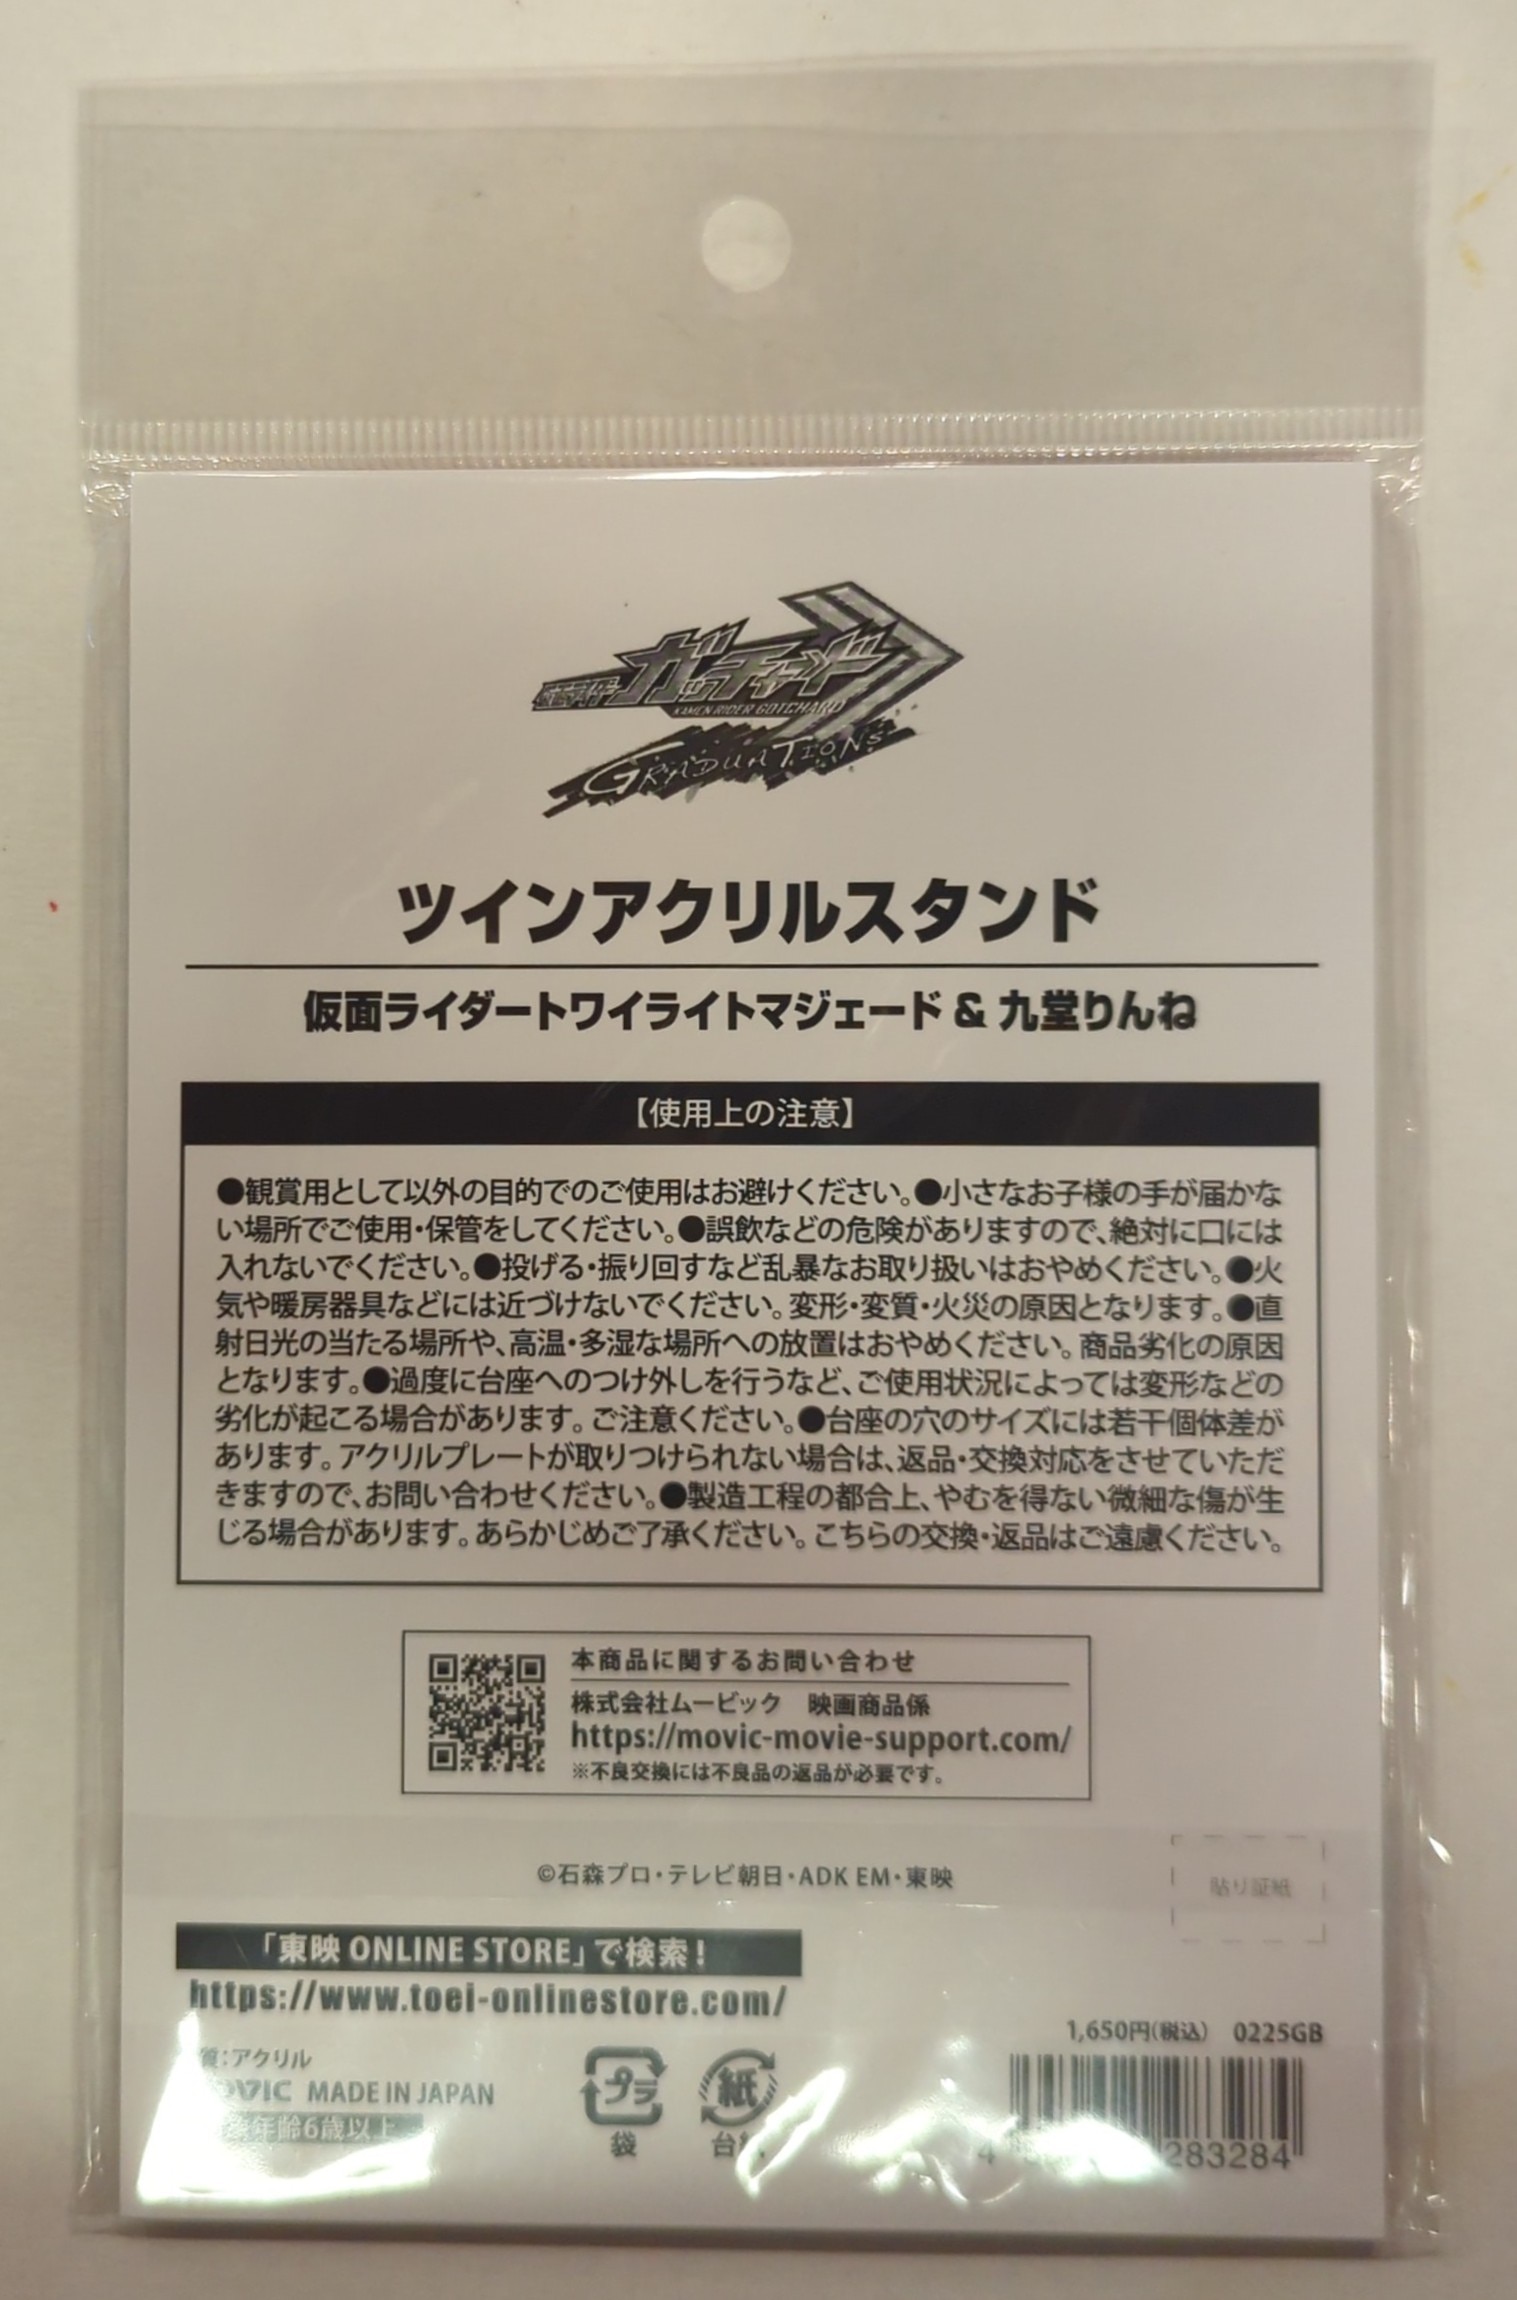 仮面ライダー
ガッチャード
KAMEN RIDER GOTCHARD
GRADUATIONS
ツインアクリルスタンド
仮面ライダートワイライトマジェード & 九堂りんね
【使用上の注意】
●観賞用として以外の目的でのご使用はお避けください。●小さなお子様の手が届かな
い場所でご使用・保管をしてください。●誤飲などの危険がありますので、絶対に口には
入れないでください。●投げる・振り回すなど乱暴なお取り扱いはおやめください。●火
気や暖房器具などには近づけないでください。変形・変質・火災の原因となります。●直
射日光の当たる場所や、高温・多湿な場所への放置はおやめください。商品劣化の原因
となります。●過度に台座へのつけ外しを行うなど、ご使用状況によっては変形などの
劣化が起こる場合があります。ご注意ください。●台座の穴のサイズには若干個体差が
あります。アクリルプレートが取りつけられない場合は、返品・交換対応をさせていただ
きますので、お問い合わせください。●製造工程の都合上、やむを得ない微細な傷が生
じる場合があります。あらかじめご了承ください。こちらの交換・返品はご遠慮ください。
本商品に関するお問い合わせ
株式会社ムービック 映画商品係
https://movic-movie-support.com/
※不良交換には不良品の返品が必要です。
©石森プロ・テレビ朝日・ADK EM・東映
貼り証紙
「東映 ONLINE STORE」で検索!
https://www.toei-onlinestore.com/
1,650円(税込) 0225GB
質:アクリル
MADE IN JAPAN
年齢6歳以上
プラ
袋
紙
台紙
283284